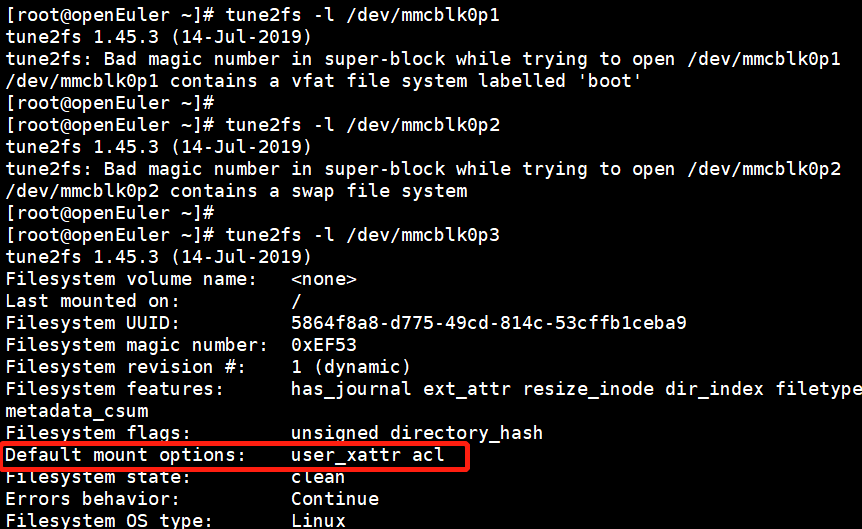 [root@openEuler ~]# tune2fs -l /dev/mmcblk0p1
tune2fs 1.45.3 (14-Jul-2019)
tune2fs: Bad magic number in super-block while trying to open /dev/mmcblk0p1
/dev/mmcblk0p1 contains a vfat file system labelled 'boot'
[root@openEuler ~]#
[root@openEuler ~]# tune2fs -l /dev/mmcblk0p2
tune2fs 1.45.3 (14-Jul-2019)
tune2fs: Bad magic number in super-block while trying to open /dev/mmcblk0p2
/dev/mmcblk0p2 contains a swap file system
[root@openEuler ~]#
[root@openEuler ~]# tune2fs -l /dev/mmcblk0p3
tune2fs 1.45.3 (14-Jul-2019)
Filesystem volume name:   <none>
Last mounted on:          /
Filesystem UUID:          5864f8a8-d775-49cd-814c-53cffb1ceba9
Filesystem magic number:  0xEF53
Filesystem revision #:    1 (dynamic)
Filesystem features:      has_journal ext_attr resize_inode dir_index filetype
metadata_csum
Filesystem flags:         unsigned directory_hash
Default mount options:    user_xattr acl
Filesystem state:         clean
Errors behavior:          Continue
Filesystem OS type:       Linux